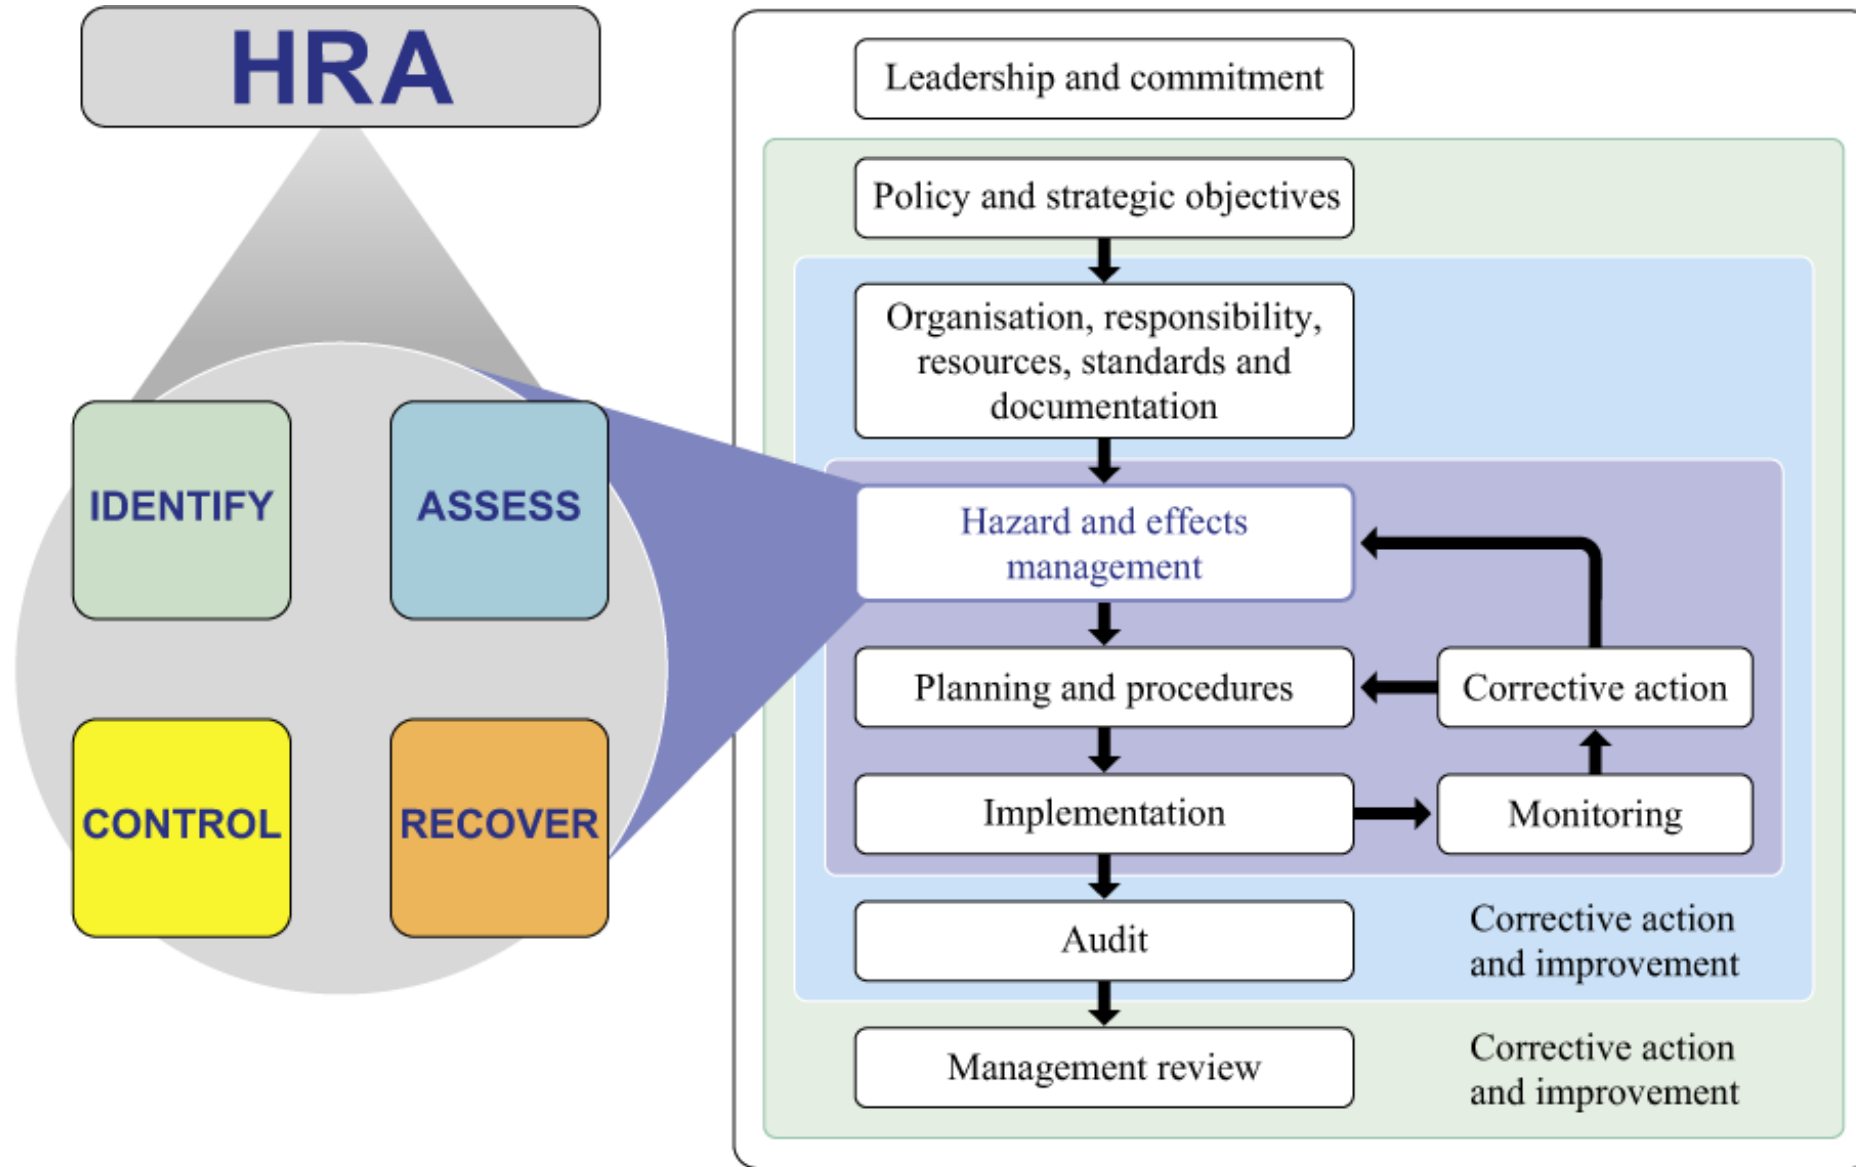 HRA
IDENTIFY
ASSESS
CONTROL
RECOVER
Leadership and commitment
Policy and strategic objectives
Organisation, responsibility,
resources, standards and
documentation
Hazard and effects
management
Planning and procedures
Corrective action
Implementation
Monitoring
Audit
Corrective action
and improvement
Management review
Corrective action
and improvement